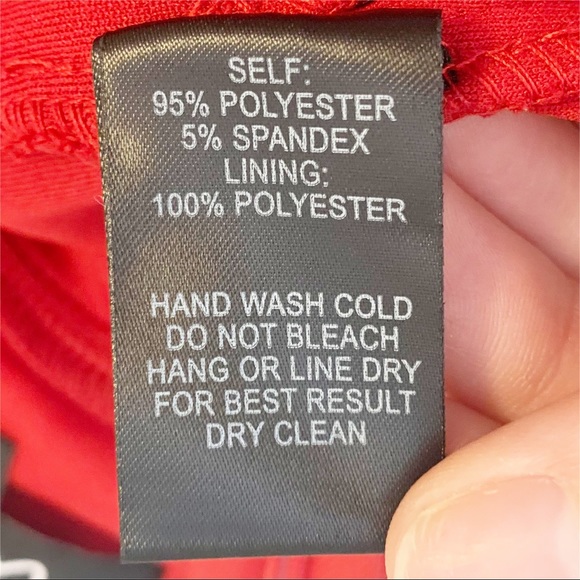 SELF:
95% POLYESTER
5% SPANDEX
LINING:
100% POLYESTER
HAND WASH COLD
DO NOT BLEACH
HANG OR LINE DRY
FOR BEST RESULT
DRY CLEAN